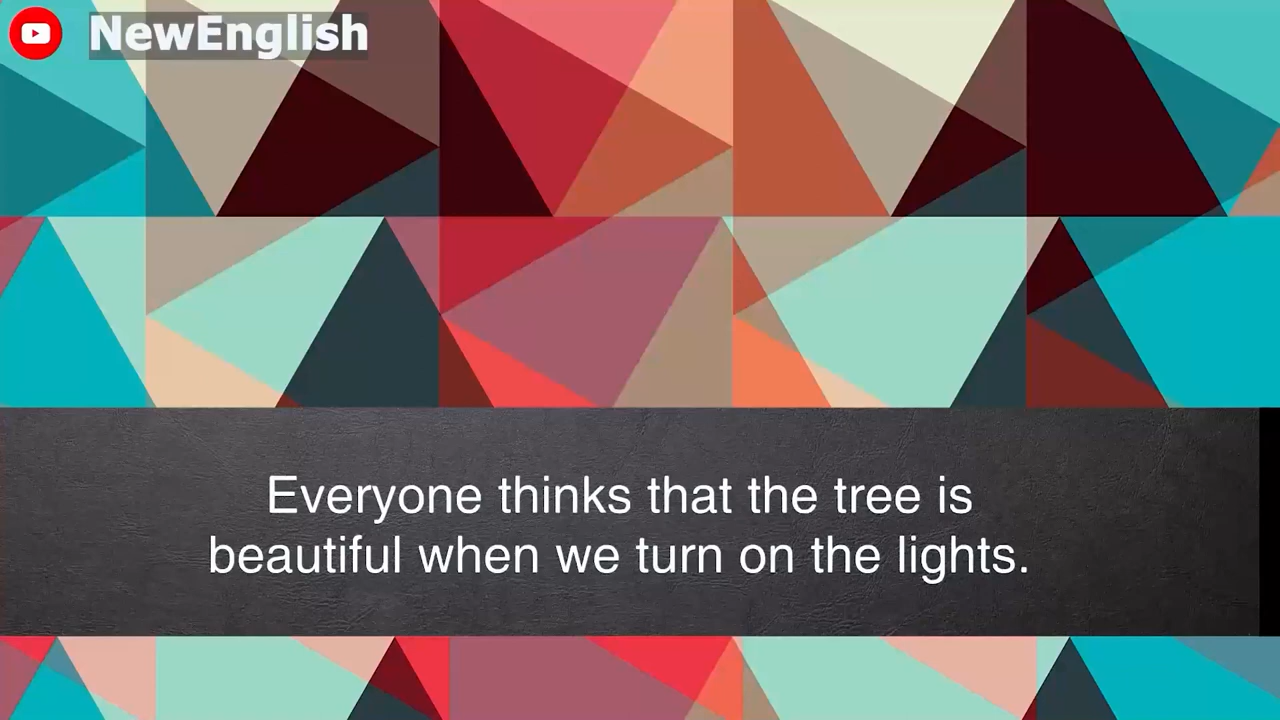 NewEnglish
Everyone thinks that the tree is
beautiful when we turn on the lights.